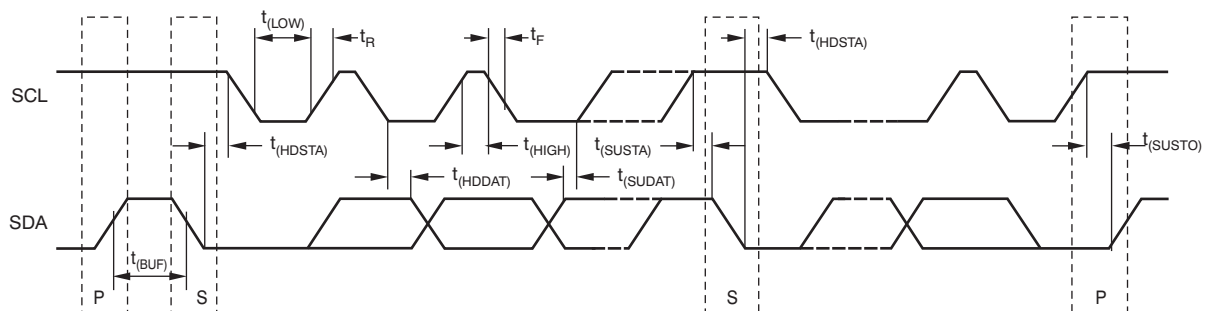 t(LOW)
tR
tF
t(HDSTA)
SCL
t(HDSTA)
t(HIGH)
t(SUSTA)
t(SUSTO)
t(HDDAT)
t(SUDAT)
SDA
t(BUF)
P
S
S
P